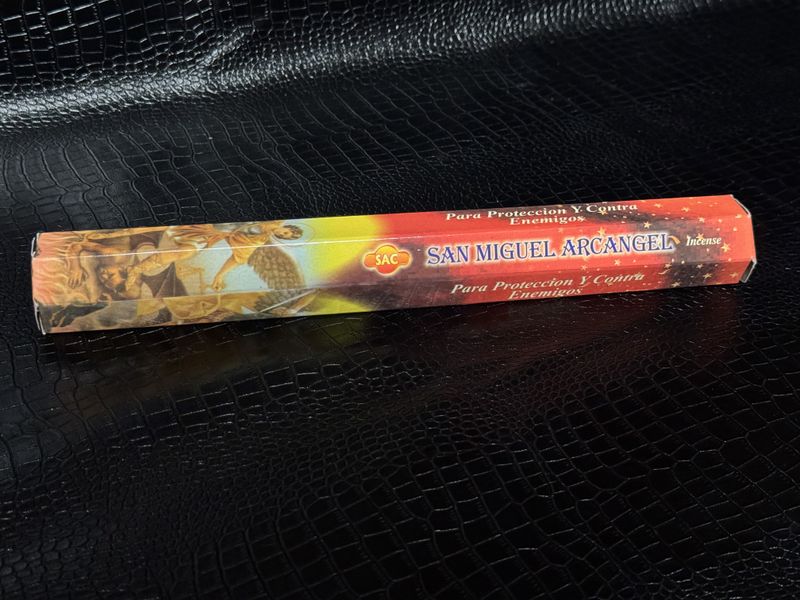 Para Proteccion Y Contra
Enemigos
SAC
SAN MIGUEL ARCANGEL
Incense
Para Proteccion Y Contra
Enemigos